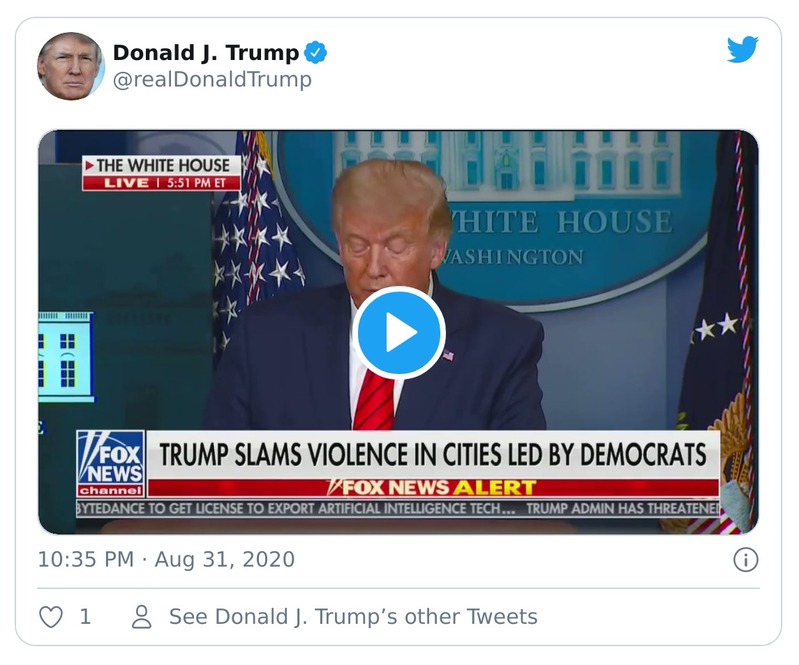 Donald J. Trump
@realDonaldTrump
THE WHITE HOUSE
LIVE | 5:51 PM ET
WHITE HOUSE
WASHINGTON
FOX
NEWS
channel
TRUMP SLAMS VIOLENCE IN CITIES LED BY DEMOCRATS
FOX NEWS ALERT
BYTEDANCE TO GET LICENSE TO EXPORT ARTIFICIAL INTELLIGENCE TECH... TRUMP ADMIN HAS THREATENE
10:35 PM · Aug 31, 2020
1
See Donald J. Trump’s other Tweets